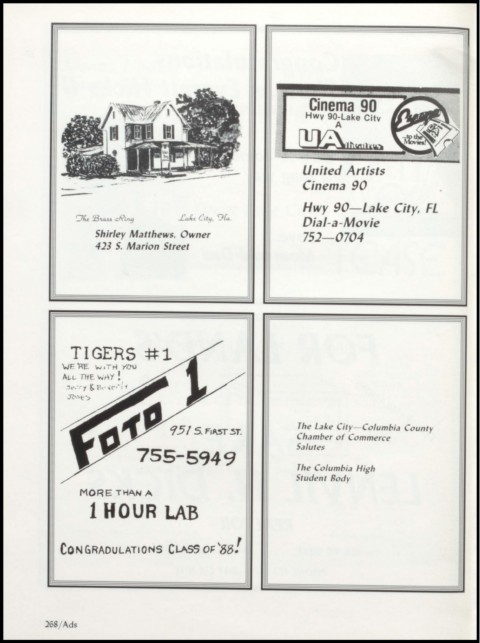 The Brass Ring Lake City, Fla.
Shirley Matthews, Owner
423 S. Marion Street
Cinema 90
Hwy 90-Lake City
A
UA theatres
to the
Movies!
United Artists
Cinema 90
Hwy 90—Lake City, FL
Dial-a-Movie
752—0704
TIGERS #1
WE'RE WITH YOU
ALL THE WAY!
Jerry & Beverly
Jones
FOTO 1
951 S. FIRST ST.
755-5949
MORE THAN A
1 HOUR LAB
CONGRADULATIONS CLASS OF '88!
The Lake City—Columbia County
Chamber of Commerce
Salutes
The Columbia High
Student Body
268/Ads